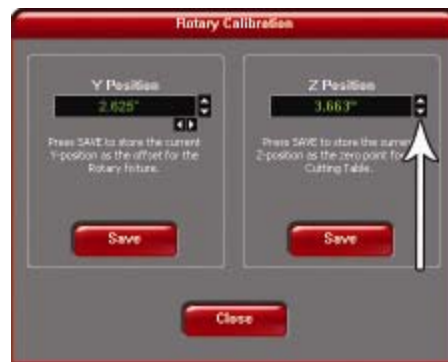 Rotary Calibration
Y Position
2.625"
Press SAVE to store the current
Y-position as the offset for the
Rotary fixture.
Save
Z Position
3.663"
Press SAVE to store the
Z-position as the zero point for
Cutting Table.
Save
Close